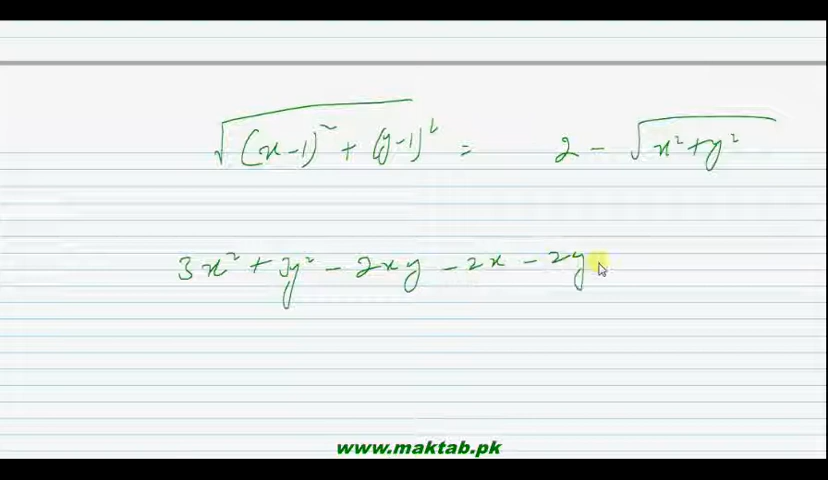 √((x-1)² + (y-1)²) = 2 - √(x²+y²)
3x² + 3y² - 2xy - 2x - 2y
www.maktab.pk